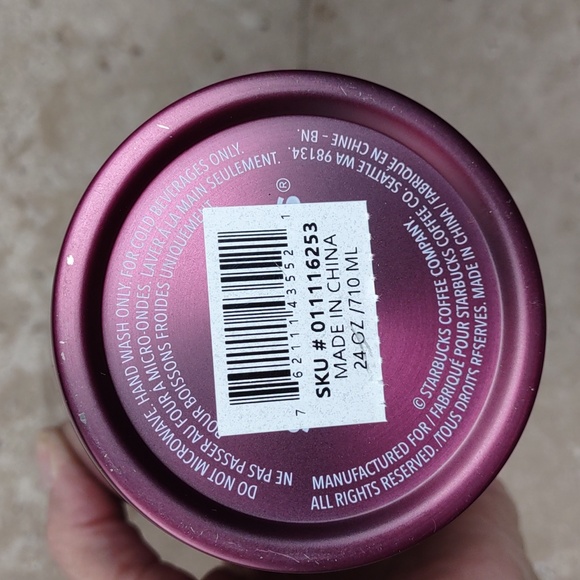 DO NOT MICROWAVE. HAND WASH ONLY. FOR COLD BEVERAGES ONLY.
NE PAS PASSER AU FOUR À MICRO-ONDES. LAVER À LA MAIN SEULEMENT.
OUR BOISSONS FROIDES UNIQUEMENT.
S®
7 62111 43552 1
SKU # 011116253
MADE IN CHINA
24 OZ /710 ML
© STARBUCKS COFFEE COMPANY.
MANUFACTURED FOR / FABRIQUÉ POUR STARBUCKS COFFEE CO SEATTLE WA 98134.
ALL RIGHTS RESERVED. /TOUS DROITS RÉSERVÉS. MADE IN CHINA / FABRIQUÉ EN CHINE - BN.